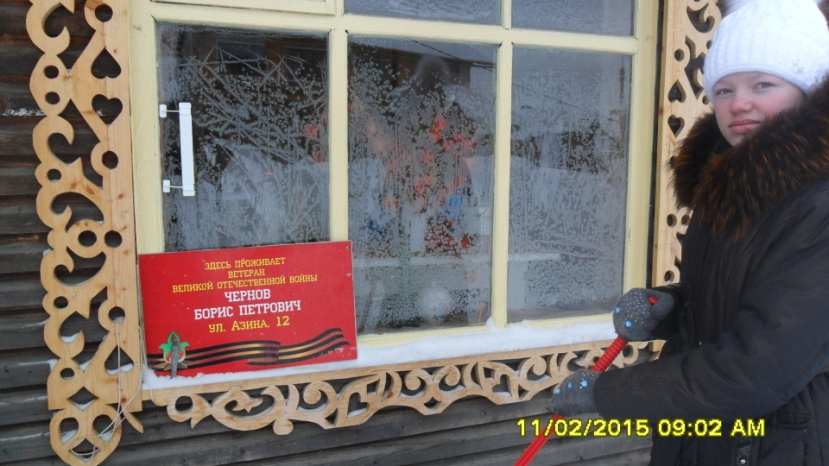 ЗДЕСЬ ПРОЖИВАЕТ
ВЕТЕРАН
ВЕЛИКОЙ ОТЕЧЕСТВЕННОЙ ВОЙНЫ
ЧЕРНОВ
БОРИС ПЕТРОВИЧ
УЛ. АЗИНА, 12
11/02/2015 09:02 AM